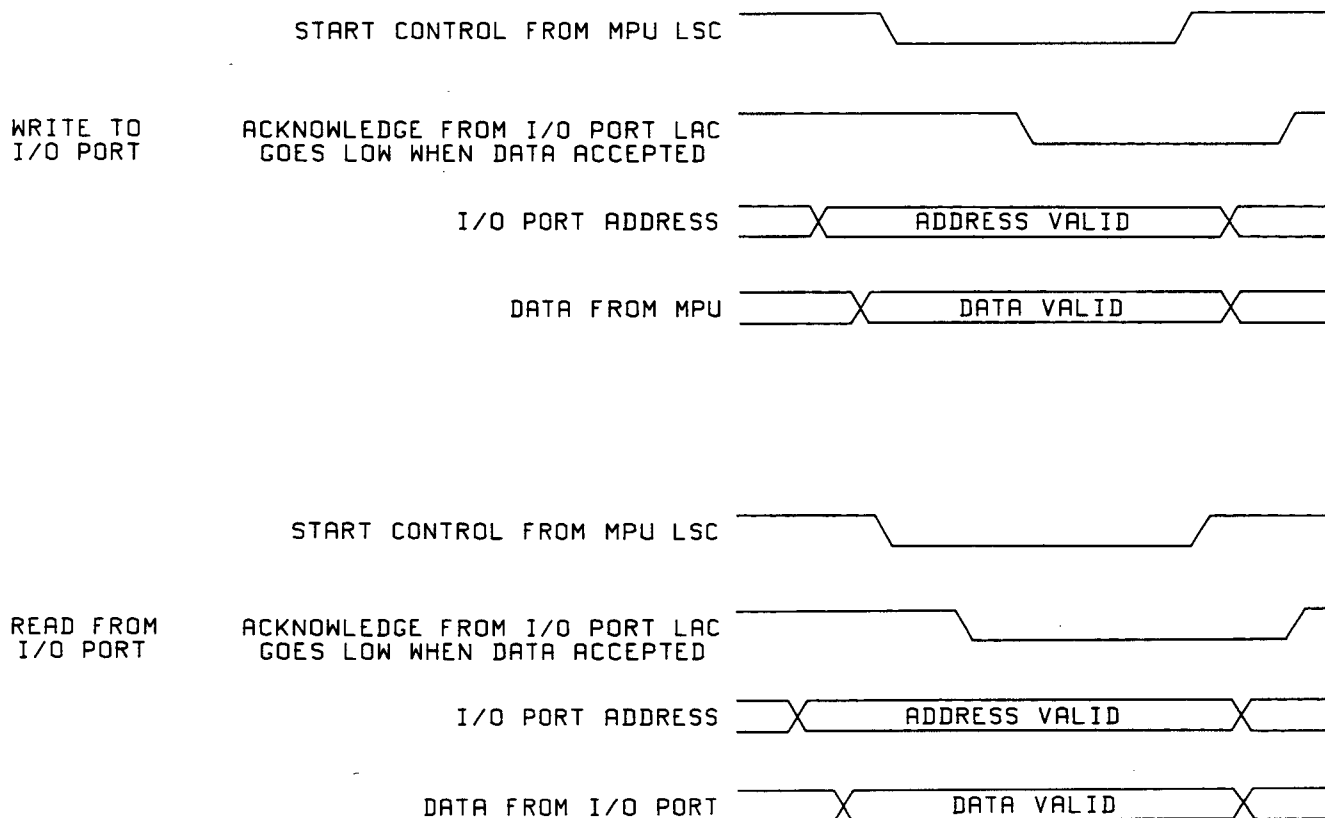 START CONTROL FROM MPU LSC
WRITE TO
I/O PORT
ACKNOWLEDGE FROM I/O PORT LAC
GOES LOW WHEN DATA ACCEPTED
I/O PORT ADDRESS
ADDRESS VALID
DATA FROM MPU
DATA VALID
START CONTROL FROM MPU LSC
READ FROM
I/O PORT
ACKNOWLEDGE FROM I/O PORT LAC
GOES LOW WHEN DATA ACCEPTED
I/O PORT ADDRESS
ADDRESS VALID
DATA FROM I/O PORT
DATA VALID